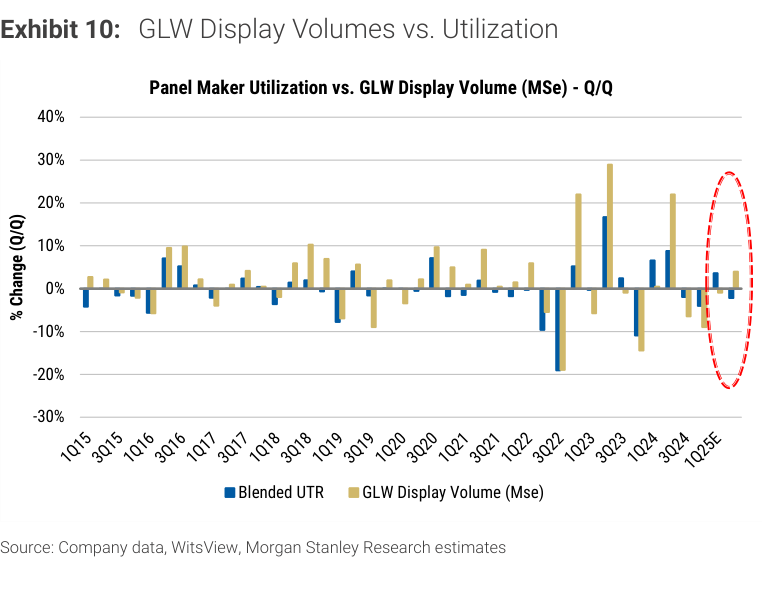 Exhibit 10: GLW Display Volumes vs. Utilization
Panel Maker Utilization vs. GLW Display Volume (MSe) - Q/Q
% Change (Q/Q)
40%
30%
20%
10%
0%
-10%
-20%
-30%
1Q15
3Q15
1Q16
3Q16
1Q17
3Q17
1Q18
3Q18
1Q19
3Q19
1Q20
3Q20
1Q21
3Q21
1Q22
3Q22
1Q23
3Q23
1Q24
3Q24
1Q25E
Blended UTR
GLW Display Volume (Mse)
Source: Company data, WitsView, Morgan Stanley Research estimates